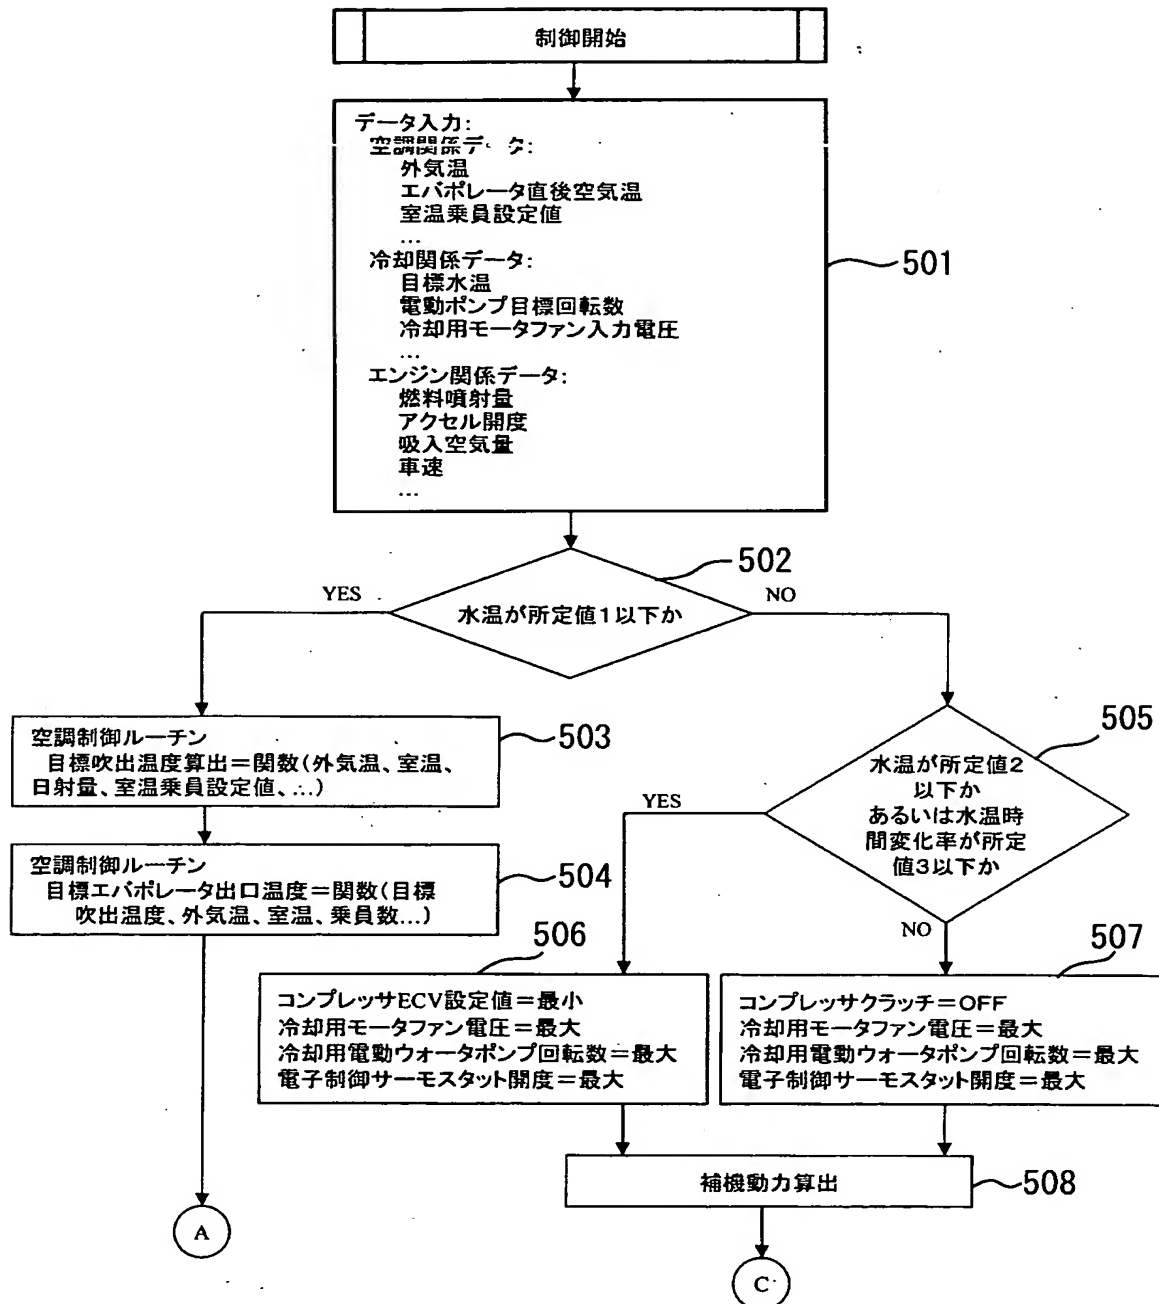 制御開始
データ入力:
空調関係データ:
外気温
エバポレータ直後空気温
室温乗員設定値
...
冷却関係データ:
目標水温
電動ポンプ目標回転数
冷却用モータファン入力電圧
...
エンジン関係データ:
燃料噴射量
アクセル開度
吸入空気量
車速
...
501
502
YES
水温が所定値1以下か
NO
空調制御ルーチン
目標吹出温度算出=関数(外気温、室温、
日射量、室温乗員設定値、...)
503
505
水温が所定値2
以下か
あるいは水温時
間変化率が所定
値3以下か
YES
NO
空調制御ルーチン
目標エバポレータ出口温度=関数(目標
吹出温度、外気温、室温、乗員数...)
504
506
コンプレッサECV設定値=最小
冷却用モータファン電圧=最大
冷却用電動ウォータポンプ回転数=最大
電子制御サーモスタット開度=最大
507
コンプレッサクラッチ=OFF
冷却用モータファン電圧=最大
冷却用電動ウォータポンプ回転数=最大
電子制御サーモスタット開度=最大
補機動力算出
508
A
C